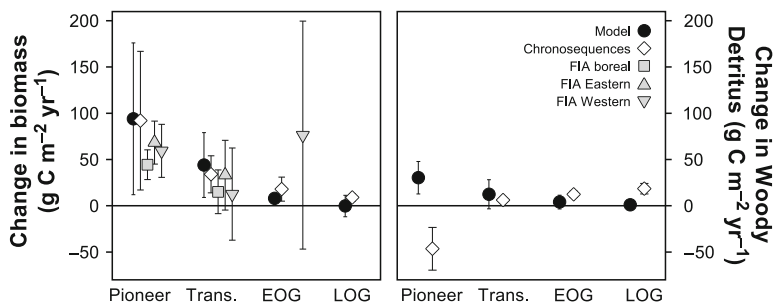 Change in biomass
(g C m⁻² yr⁻¹)
200
150
100
50
0
−50
Pioneer
Trans.
EOG
LOG
Model
Chronosequences
FIA boreal
FIA Eastern
FIA Western
Pioneer
Trans.
EOG
LOG
200
150
100
50
0
−50
Change in Woody
Detritus (g C m⁻² yr⁻¹)